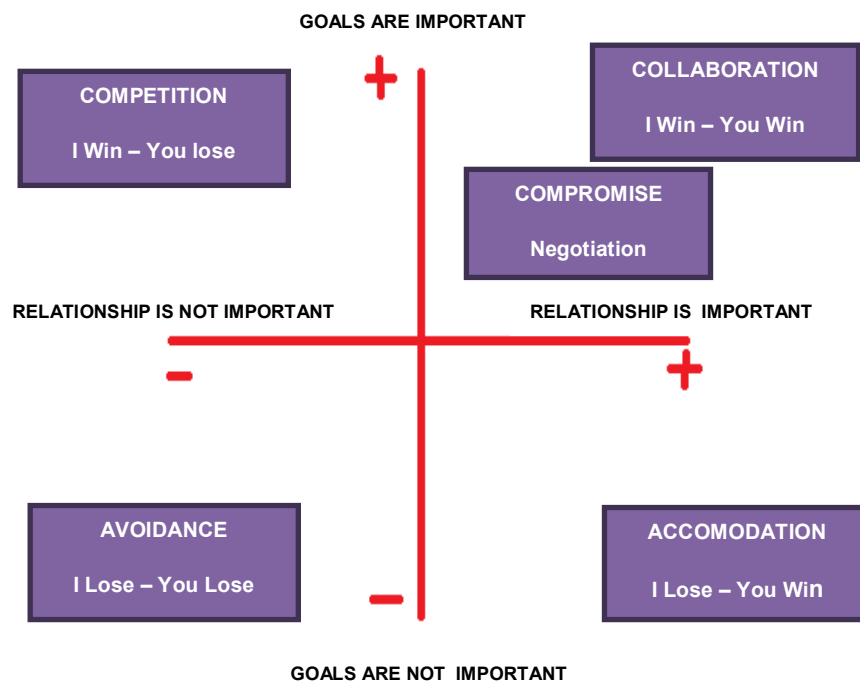 GOALS ARE IMPORTANT
COMPETITION
I Win – You lose
+
COLLABORATION
I Win – You Win
COMPROMISE
Negotiation
RELATIONSHIP IS NOT IMPORTANT
RELATIONSHIP IS  IMPORTANT
-
+
AVOIDANCE
I Lose – You Lose
ACCOMODATION
I Lose – You Win
-
GOALS ARE NOT  IMPORTANT